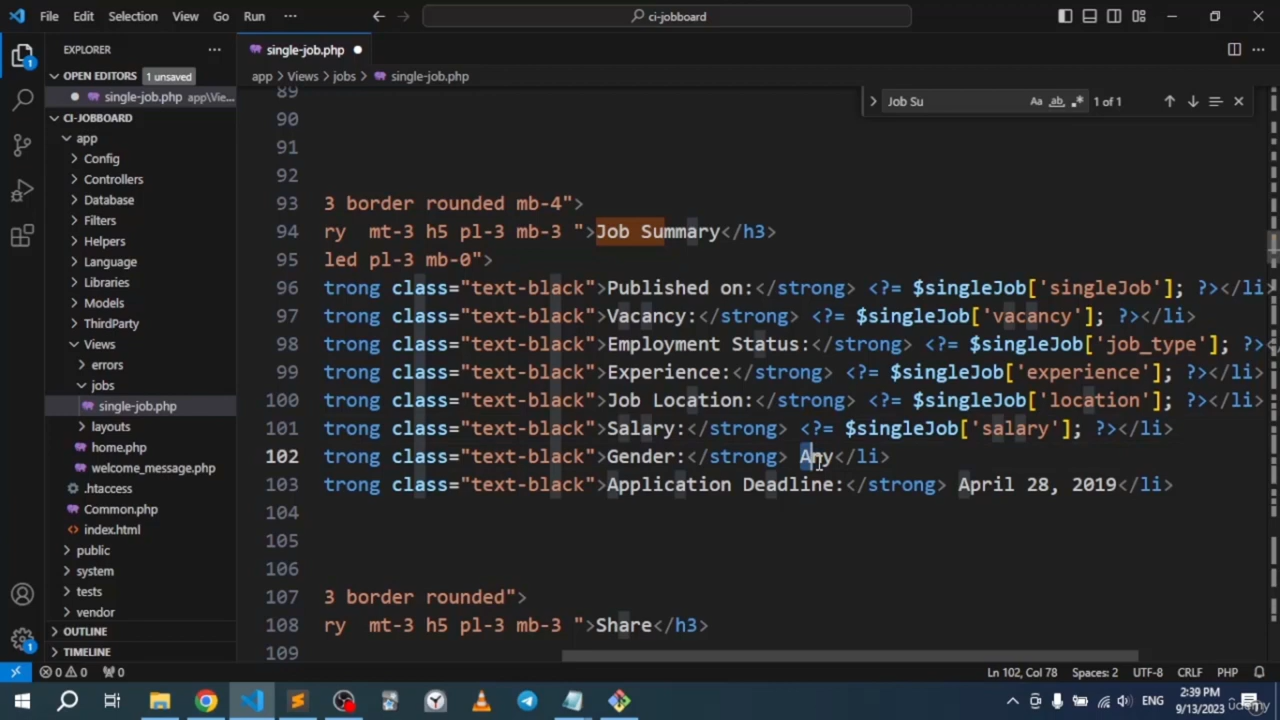 File Edit Selection View Go Run ··· ci-jobboard
EXPLORER ···
single-job.php
OPEN EDITORS 1 unsaved
app > Views > jobs > single-job.php
single-job.php app\Vie...
CI-JOBBOARD
app
Config
Controllers
Database
Filters
Helpers
Language
Libraries
Models
ThirdParty
Views
errors
jobs
single-job.php
layouts
home.php
welcome_message.php
.htaccess
Common.php
index.html
public
system
tests
vendor
OUTLINE
TIMELINE
1
1
Job Su Aa ab .* 1 of 1
89
90
91
92
93 3 border rounded mb-4">
94 ry  mt-3 h5 pl-3 mb-3 ">Job Summary</h3>
95 led pl-3 mb-0">
96 trong class="text-black">Published on:</strong> <?= $singleJob['singleJob']; ?></li>
97 trong class="text-black">Vacancy:</strong> <?= $singleJob['vacancy']; ?></li>
98 trong class="text-black">Employment Status:</strong> <?= $singleJob['job_type']; ?><
99 trong class="text-black">Experience:</strong> <?= $singleJob['experience']; ?></li>
100 trong class="text-black">Job Location:</strong> <?= $singleJob['location']; ?></li>
101 trong class="text-black">Salary:</strong> <?= $singleJob['salary']; ?></li>
102 trong class="text-black">Gender:</strong> Any</li>
103 trong class="text-black">Application Deadline:</strong> April 28, 2019</li>
104
105
106
107 3 border rounded">
108 ry  mt-3 h5 pl-3 mb-3 ">Share</h3>
109
0 0 0 Ln 102, Col 78 Spaces: 2 UTF-8 CRLF PHP
ENG 2:39 PM
9/13/2023
Udemy